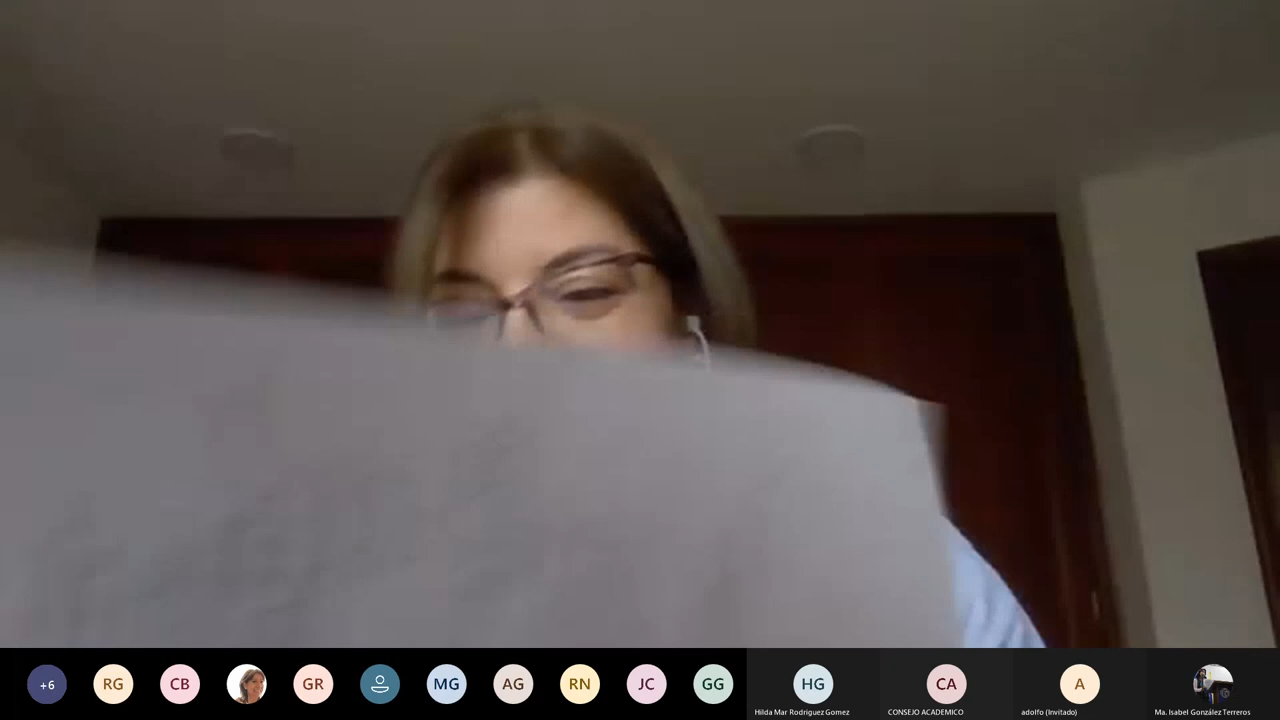 +6
RG
CB
GR
MG
AG
RN
JC
GG
HG
CA
A
Hilda Mar Rodriguez Gomez
CONSEJO ACADEMICO
adolfo (Invitado)
Ma. Isabel González Terreros